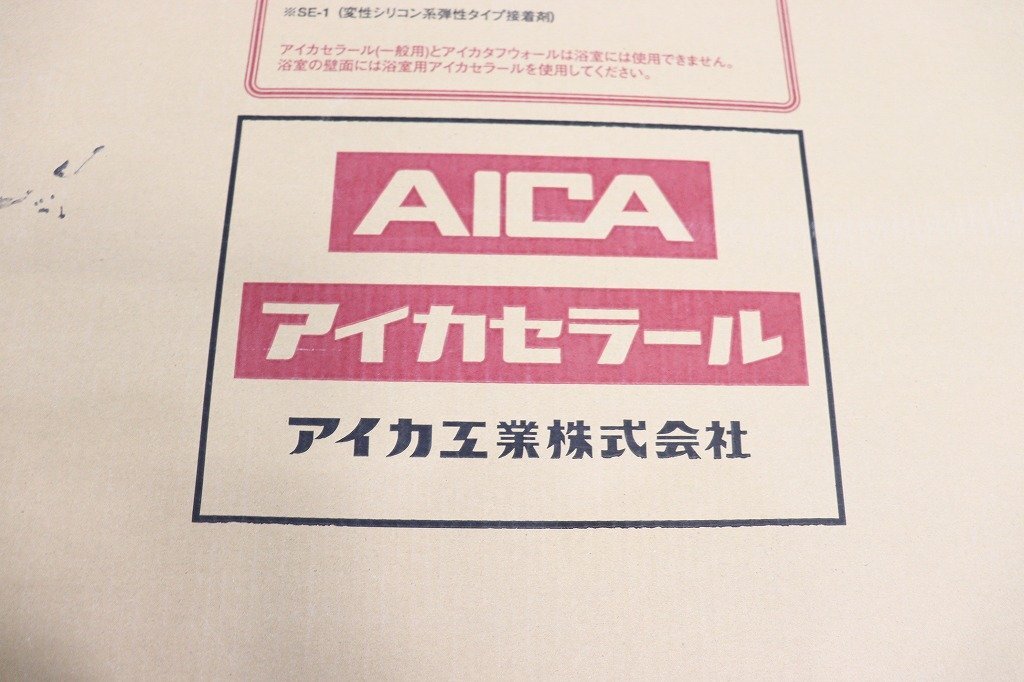 ※SE-1（変性シリコン系弾性タイプ接着剤）
アイカセラール(一般用)とアイカタフウォールは浴室には使用できません。
浴室の壁面には浴室用アイカセラールを使用してください。
AICA
アイカセラール
アイカ工業株式会社